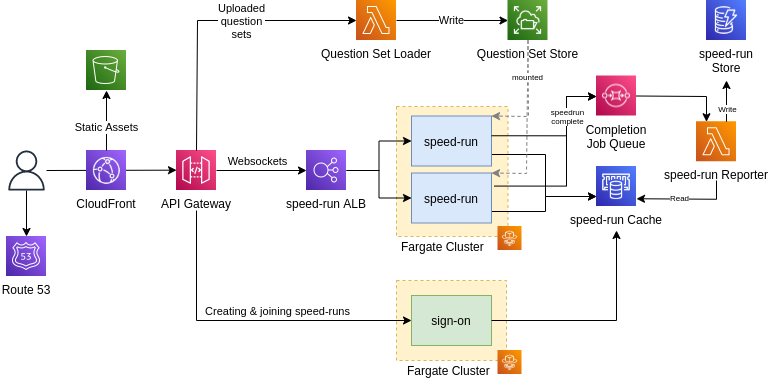 Uploaded
question
sets
Write
Question Set Loader
Question Set Store
speed-run
Store
mounted
Static Assets
speedrun
complete
Completion
Job Queue
Write
speed-run
Websockets
CloudFront
API Gateway
speed-run ALB
speed-run
speed-run Reporter
Read
speed-run Cache
Fargate Cluster
53
Route 53
Creating & joining speed-runs
sign-on
Fargate Cluster